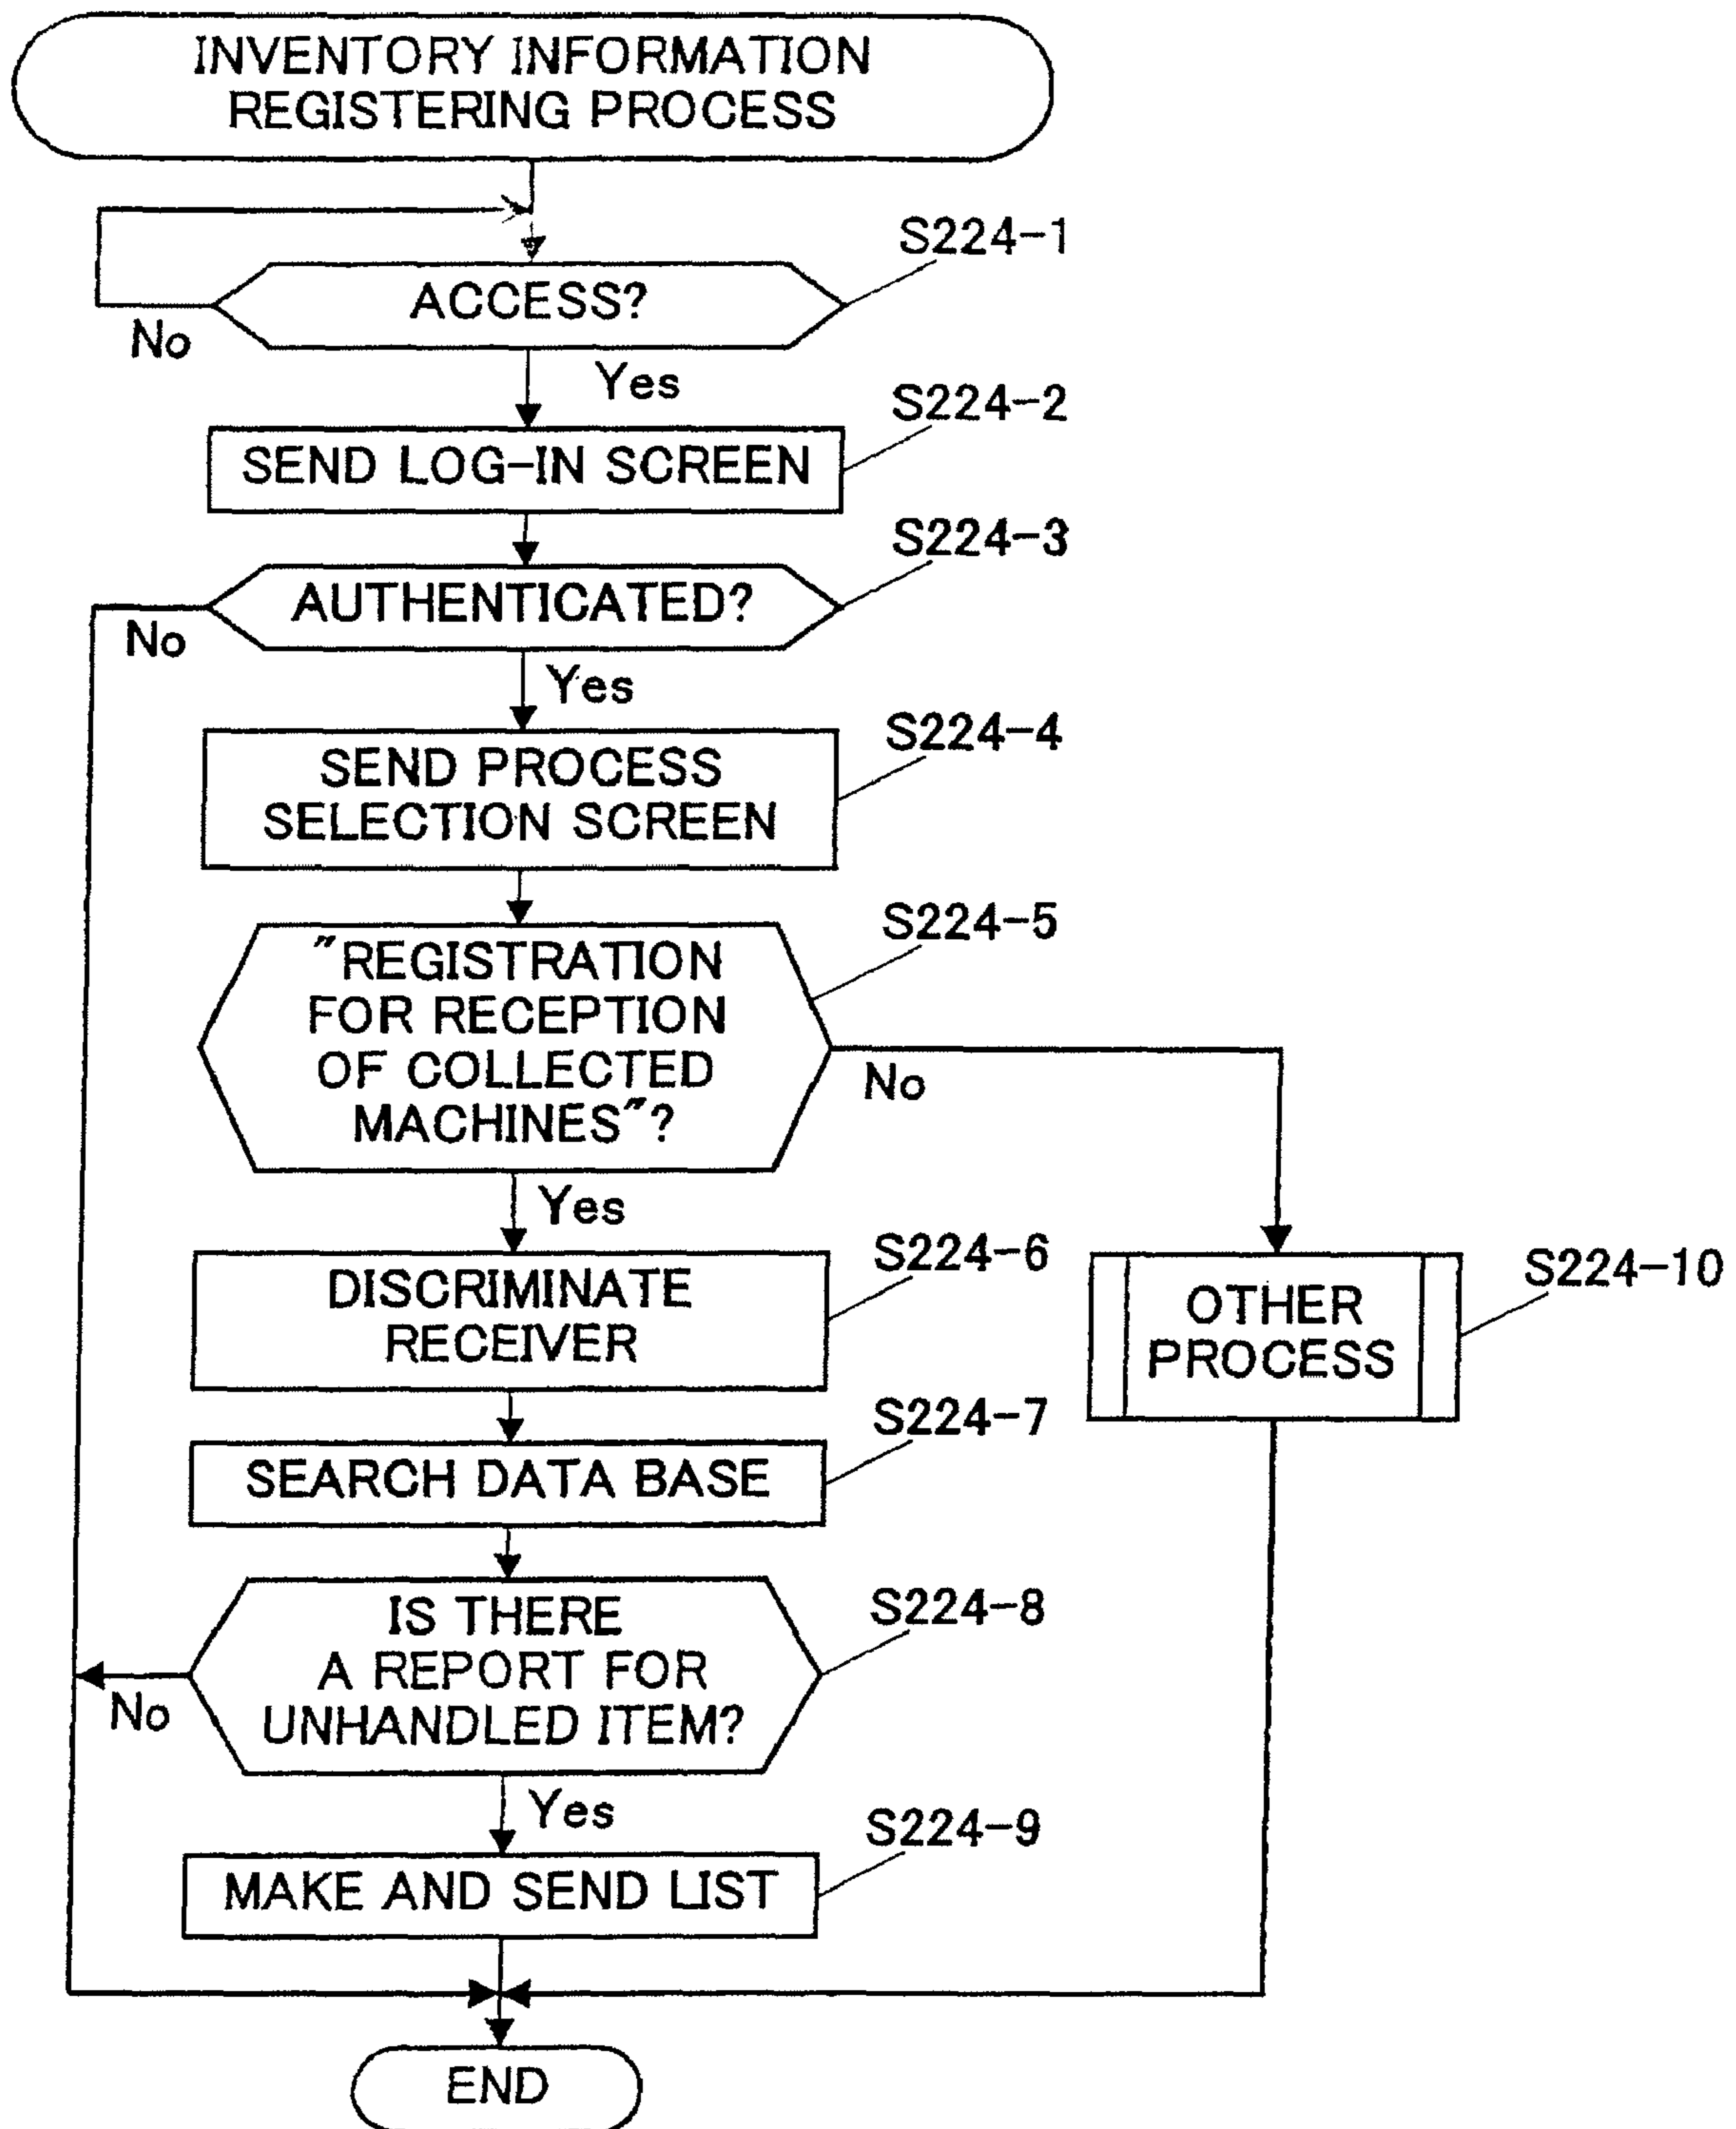 INVENTORY INFORMATION
REGISTERING PROCESS
S224-1
ACCESS?
No
Yes
S224-2
SEND LOG-IN SCREEN
S224-3
AUTHENTICATED?
No
Yes
S224-4
SEND PROCESS
SELECTION SCREEN
S224-5
"REGISTRATION
FOR RECEPTION
OF COLLECTED
MACHINES"?
No
Yes
S224-6
DISCRIMINATE
RECEIVER
S224-10
OTHER
PROCESS
S224-7
SEARCH DATA BASE
S224-8
IS THERE
A REPORT FOR
UNHANDLED ITEM?
No
Yes
S224-9
MAKE AND SEND LIST
END